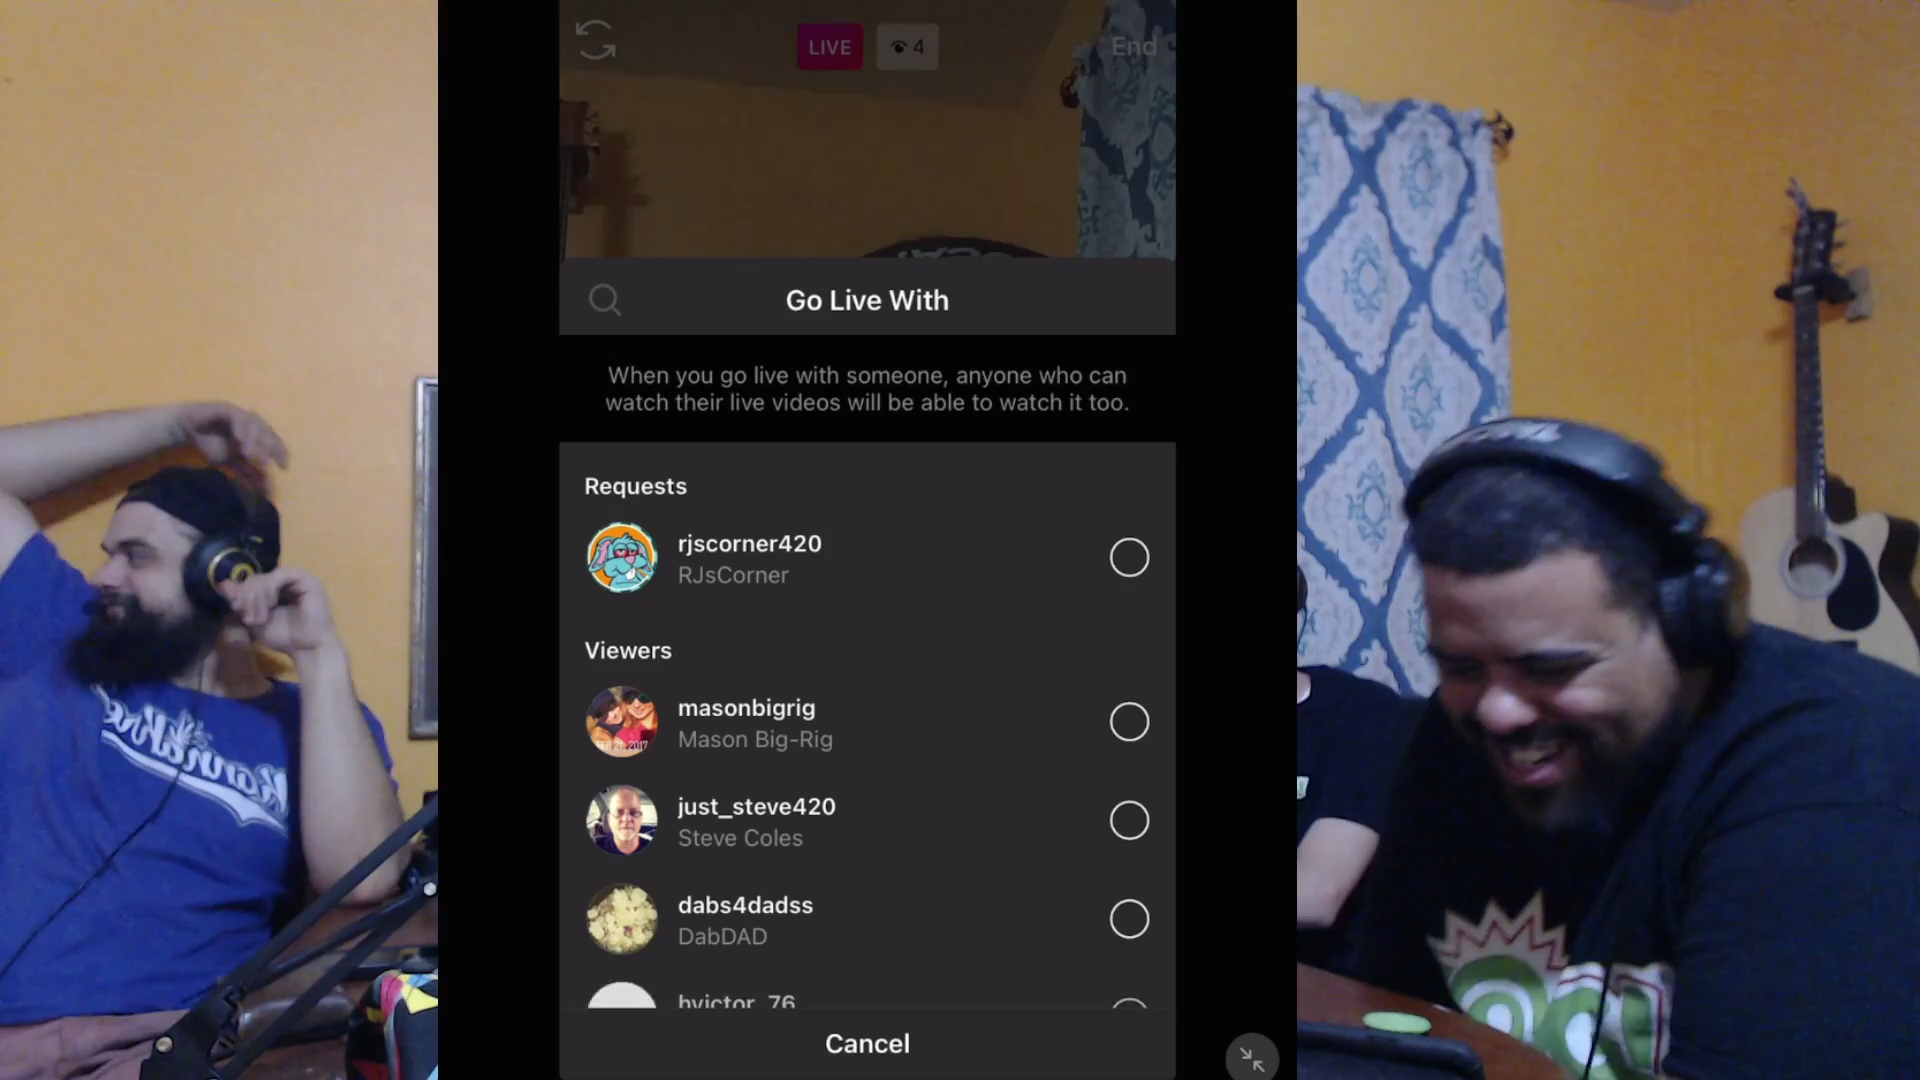 LIVE
4
End
Go Live With
When you go live with someone, anyone who can
watch their live videos will be able to watch it too.
Requests
rjscorner420
RJsCorner
Viewers
masonbigrig
Mason Big-Rig
just_steve420
Steve Coles
dabs4dadss
DabDAD
hvictor_76
Cancel